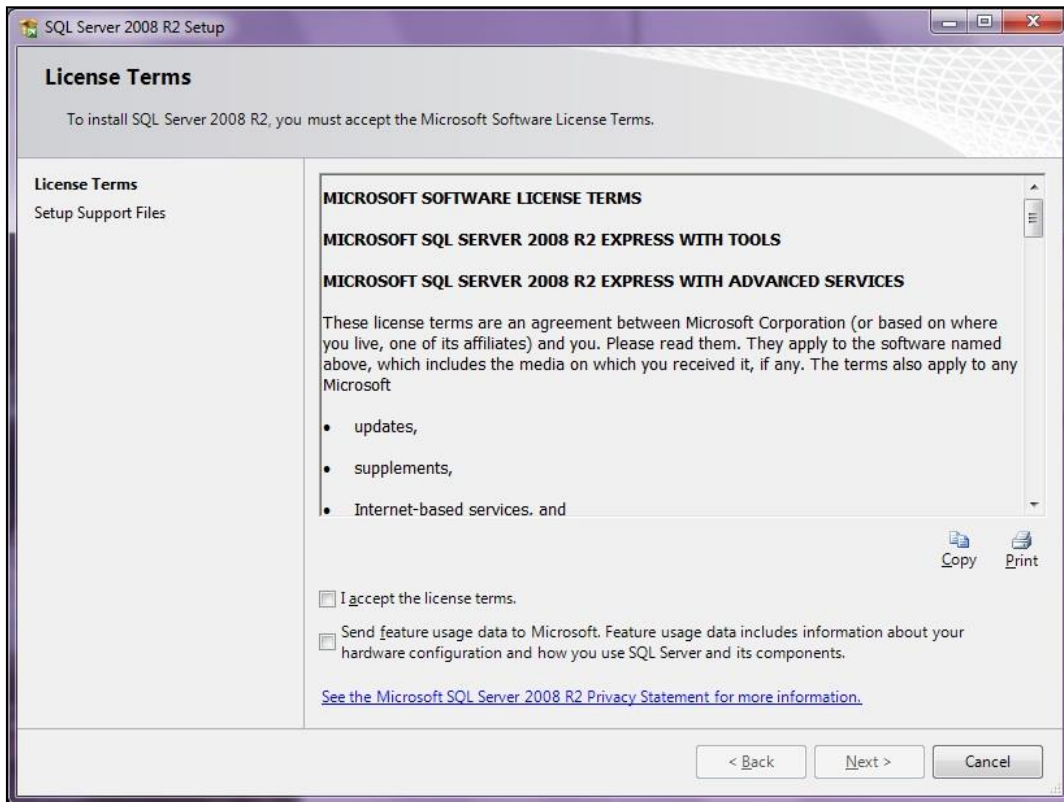 SQL Server 2008 R2 Setup
License Terms
To install SQL Server 2008 R2, you must accept the Microsoft Software License Terms.
License Terms
Setup Support Files
MICROSOFT SOFTWARE LICENSE TERMS
MICROSOFT SQL SERVER 2008 R2 EXPRESS WITH TOOLS
MICROSOFT SQL SERVER 2008 R2 EXPRESS WITH ADVANCED SERVICES
These license terms are an agreement between Microsoft Corporation (or based on where
you live, one of its affiliates) and you. Please read them. They apply to the software named
above, which includes the media on which you received it, if any. The terms also apply to any
Microsoft
• updates,
• supplements,
• Internet-based services, and
Copy Print
I accept the license terms.
Send feature usage data to Microsoft. Feature usage data includes information about your
hardware configuration and how you use SQL Server and its components.
See the Microsoft SQL Server 2008 R2 Privacy Statement for more information.
< Back Next > Cancel